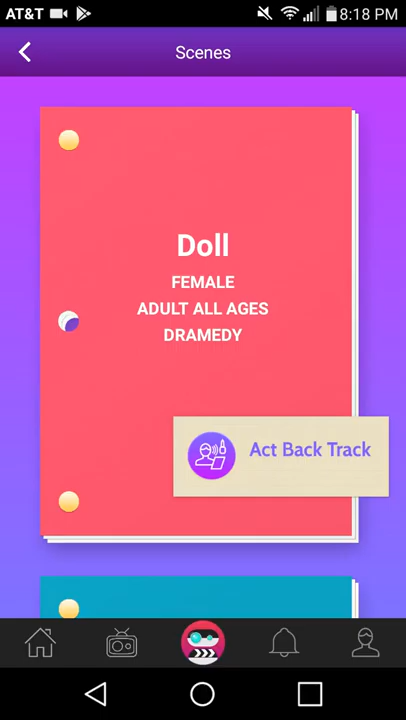 AT&T 8:18 PM
Scenes
Doll
FEMALE
ADULT ALL AGES
DRAMEDY
Act Back Track